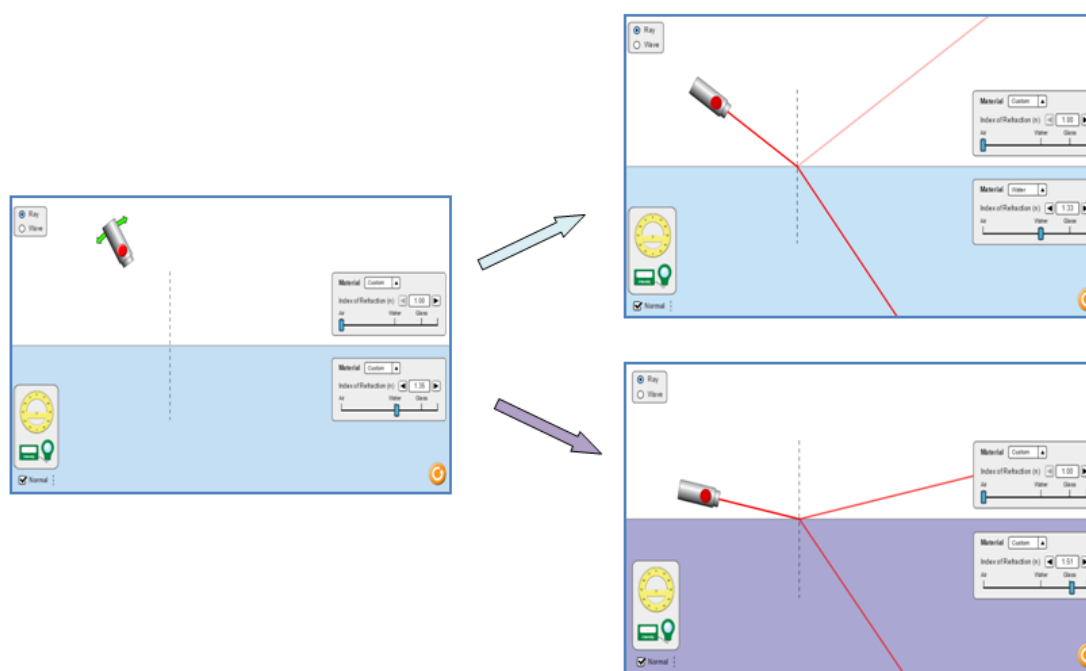 Ray
Wave
Material Custom
Index of Refraction (n) 1.00
Air Water Glass
Material Custom
Index of Refraction (n) 1.35
Air Water Glass
Normal
Ray
Wave
Material Custom
Index of Refraction (n) 1.00
Air Water Glass
Material Water
Index of Refraction (n) 1.33
Air Water Glass
Normal
Ray
Wave
Material Custom
Index of Refraction (n) 1.00
Air Water Glass
Material Custom
Index of Refraction (n) 1.51
Air Water Glass
Normal